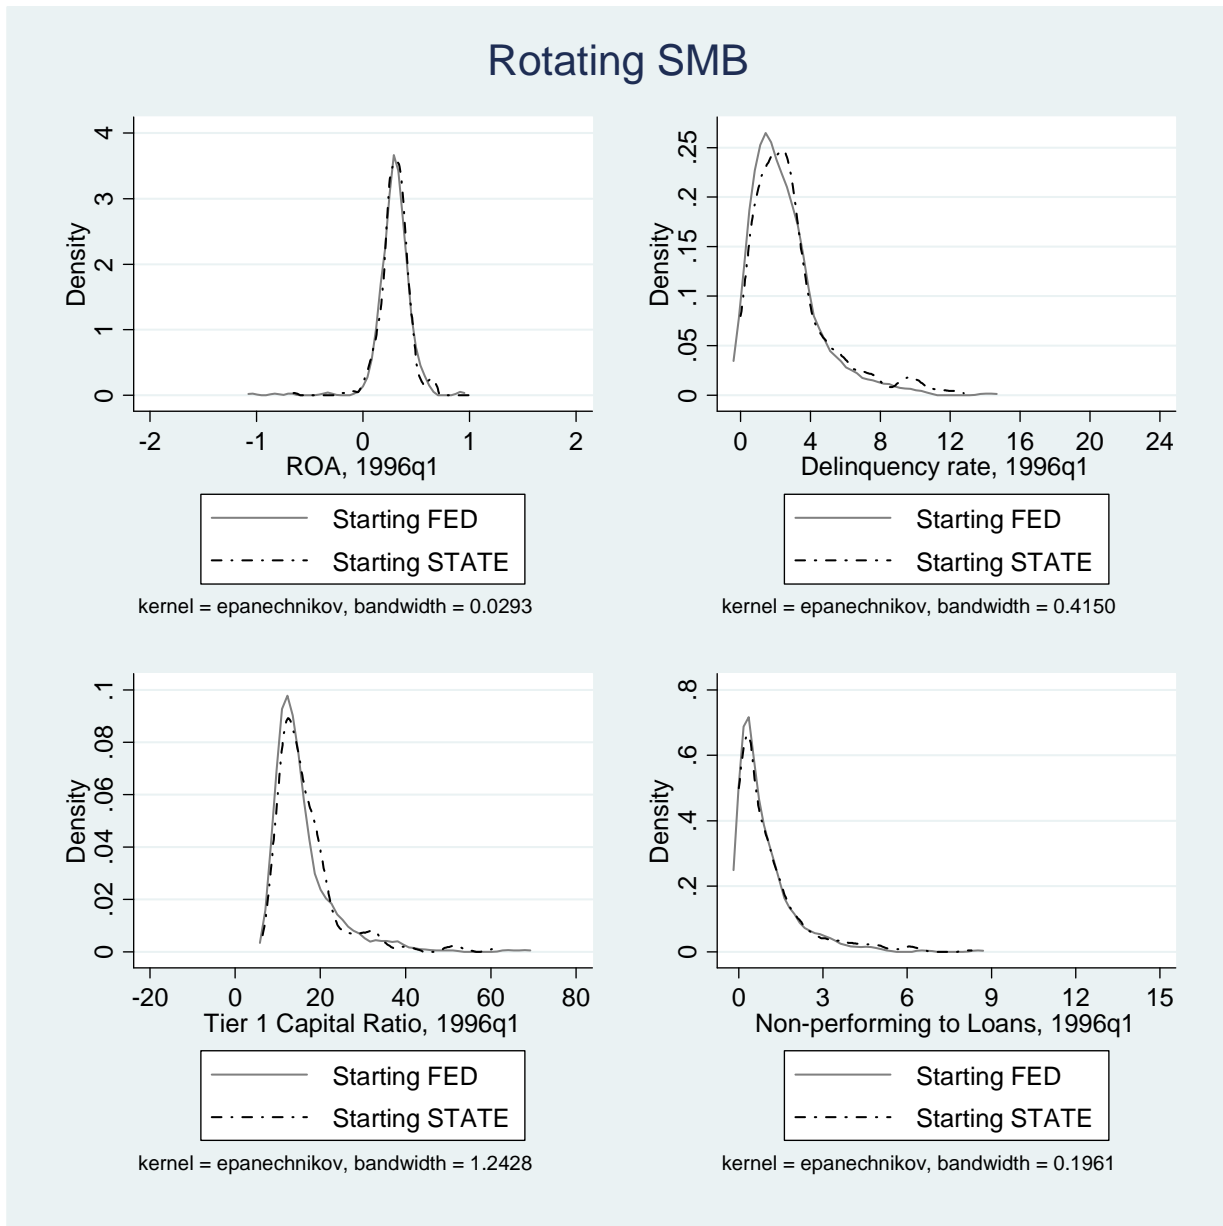 Rotating SMB
4
3
2
1
0
Density
-2 -1 0 1 2
ROA, 1996q1
Starting FED
Starting STATE
kernel = epanechnikov, bandwidth = 0.0293
.25
.2
.15
.1
.05
0
Density
0 4 8 12 16 20 24
Delinquency rate, 1996q1
Starting FED
Starting STATE
kernel = epanechnikov, bandwidth = 0.4150
.1
.08
.06
.04
.02
0
Density
-20 0 20 40 60 80
Tier 1 Capital Ratio, 1996q1
Starting FED
Starting STATE
kernel = epanechnikov, bandwidth = 1.2428
.8
.6
.4
.2
0
Density
0 3 6 9 12 15
Non-performing to Loans, 1996q1
Starting FED
Starting STATE
kernel = epanechnikov, bandwidth = 0.1961